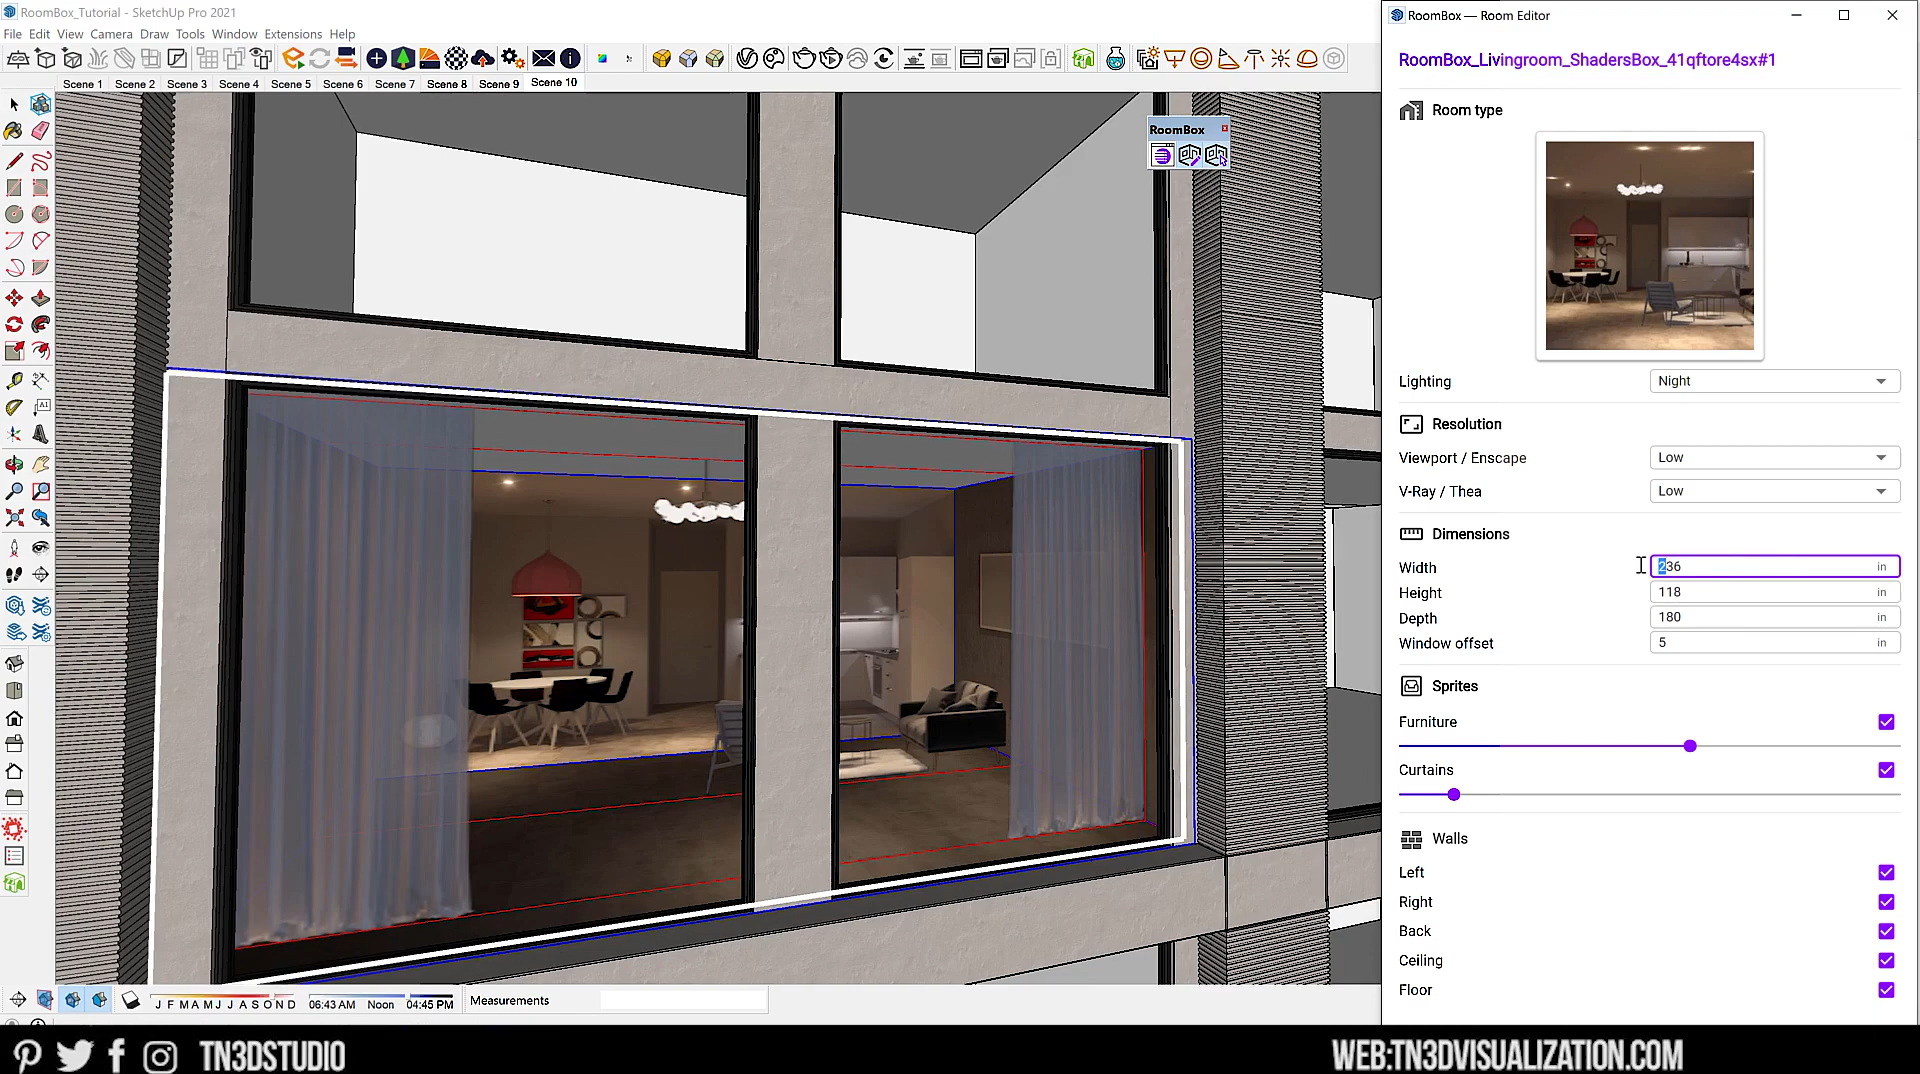 RoomBox_Tutorial - SketchUp Pro 2021
File Edit View Camera Draw Tools Window Extensions Help
Scene 1 Scene 2 Scene 3 Scene 4 Scene 5 Scene 6 Scene 7 Scene 8 Scene 9 Scene 10
RoomBox
A1
J F M A M J J A S O N D
06:43 AM Noon 04:45 PM
Measurements
RoomBox — Room Editor
RoomBox_Livingroom_ShadersBox_41qftore4sx#1
Room type
Lighting Night
Resolution
Viewport / Enscape Low
V-Ray / Thea Low
Dimensions
Width 236 in
Height 118 in
Depth 180 in
Window offset 5 in
Sprites
Furniture
Curtains
Walls
Left
Right
Back
Ceiling
Floor
TN3DSTUDIO
WEB:TN3DVISUALIZATION.COM